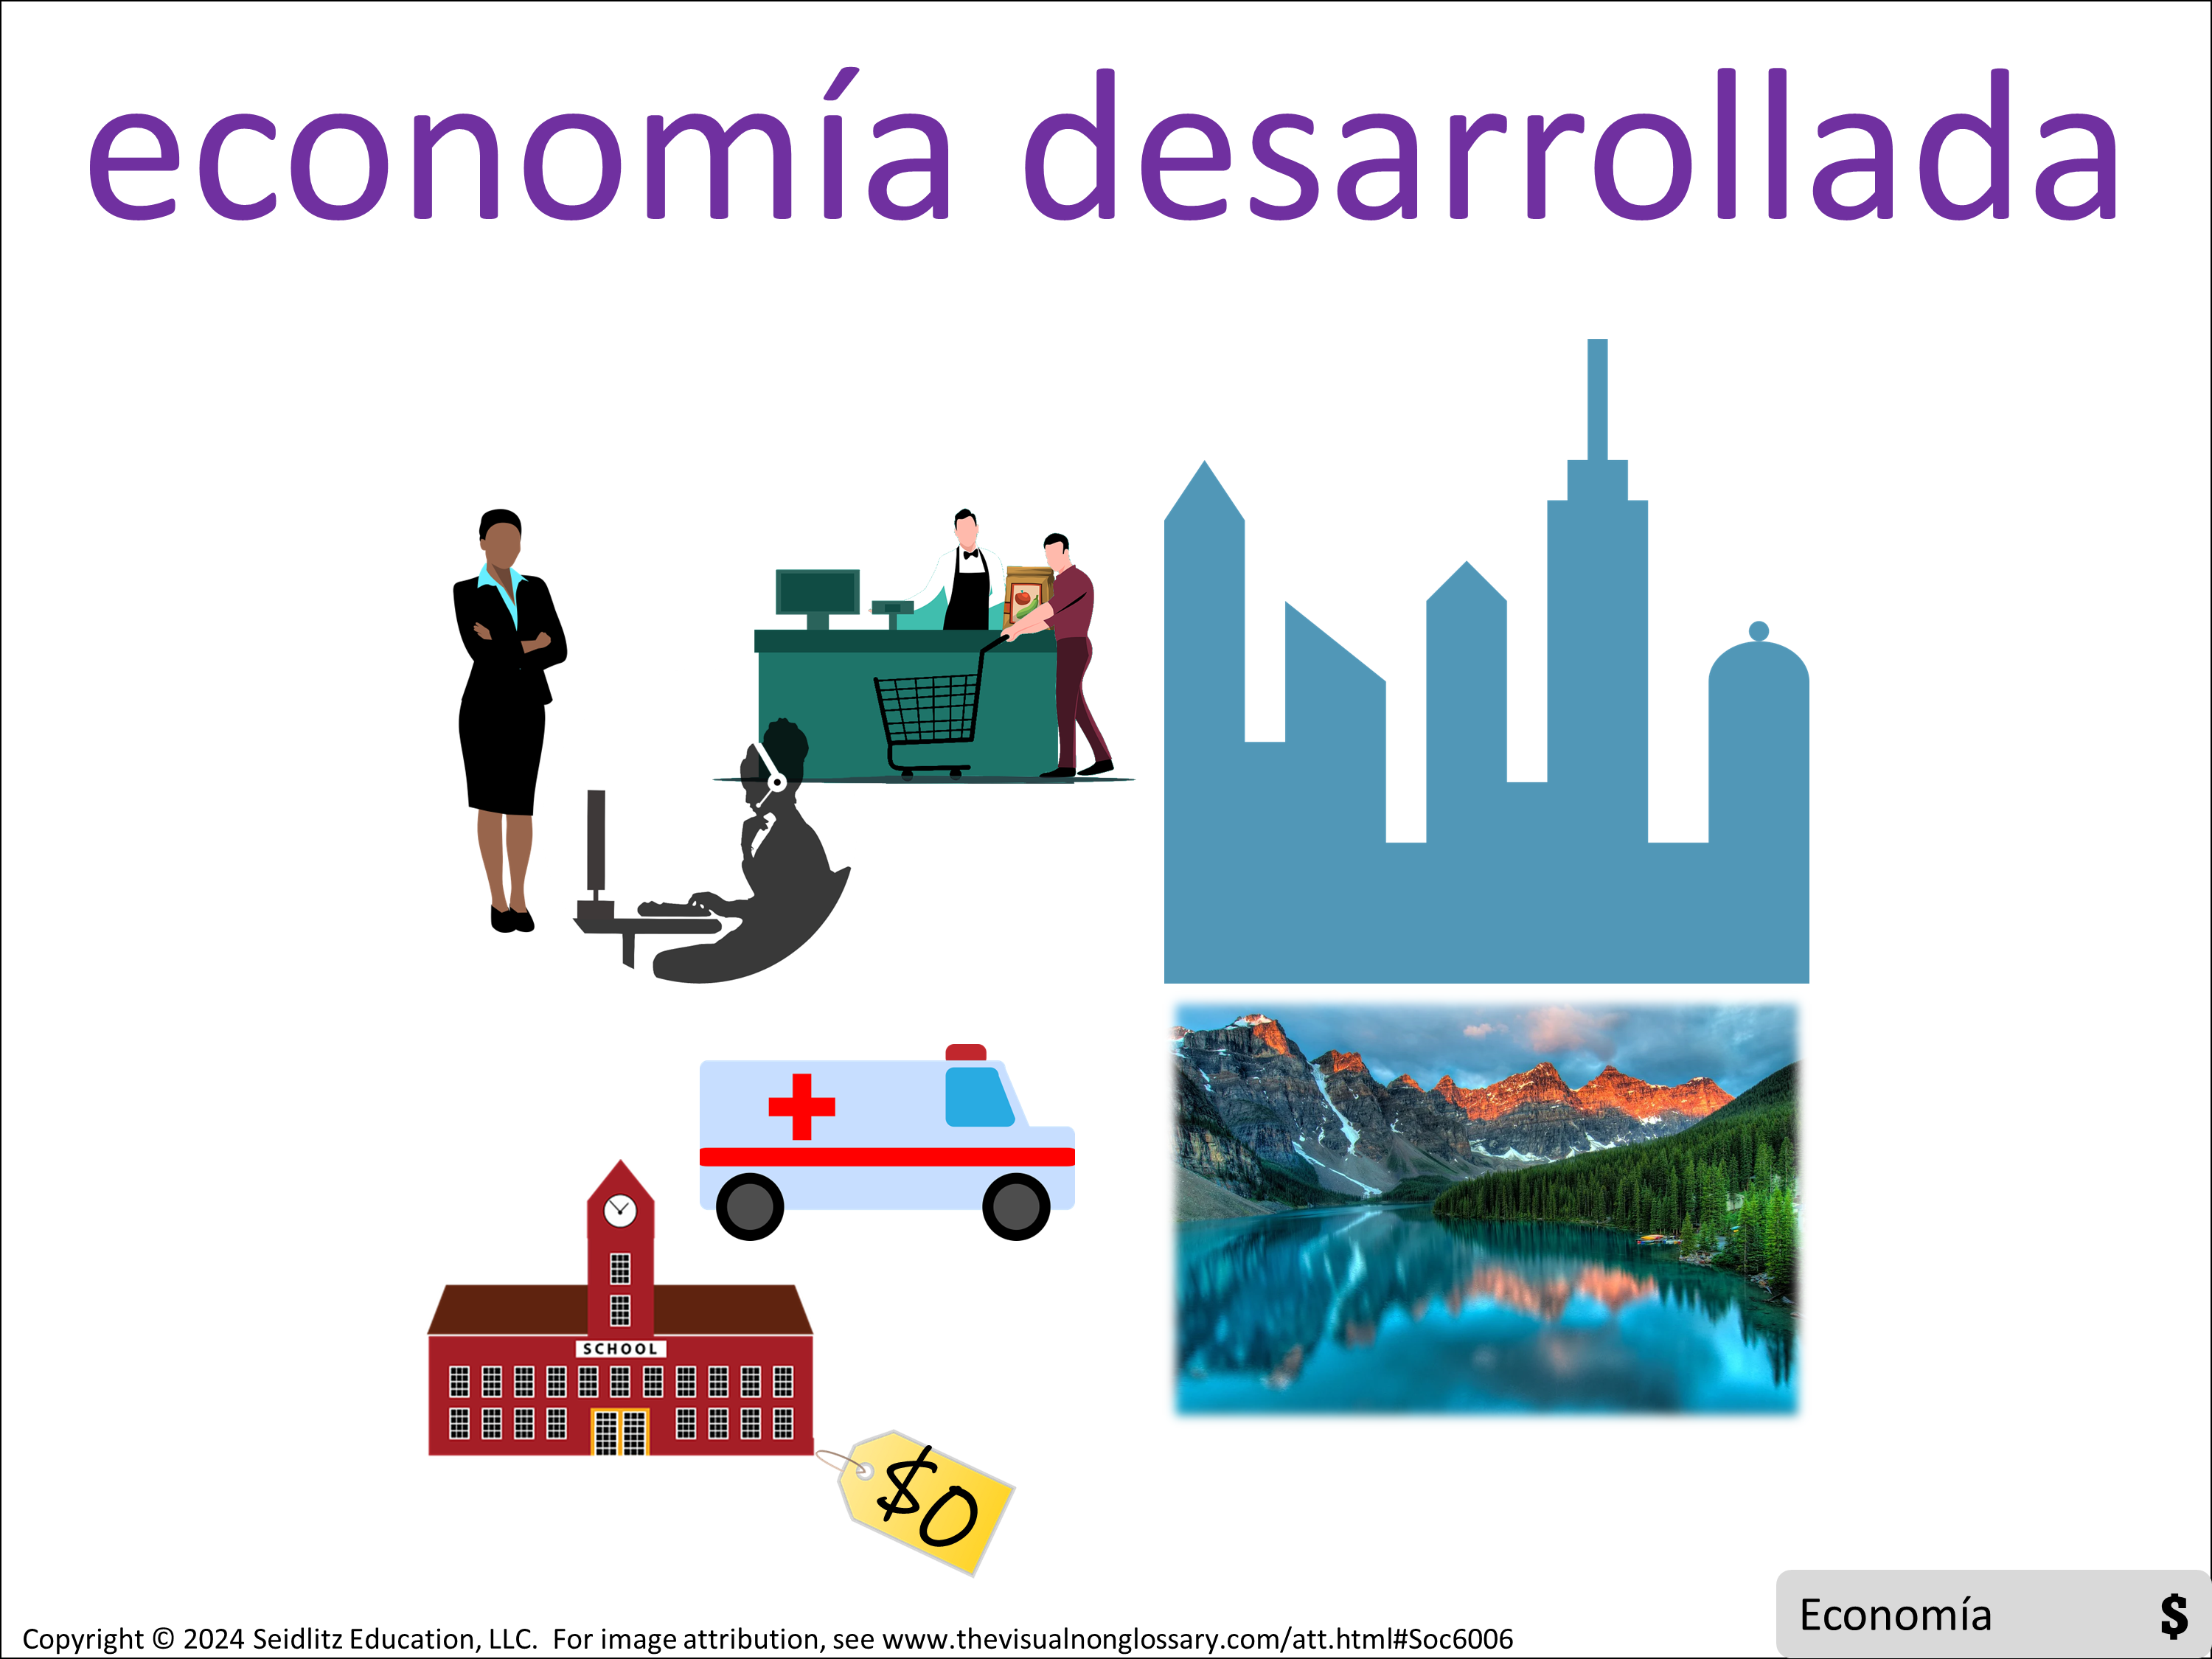 economía desarrollada
SCHOOL
$0
Economía $
Copyright © 2024 Seidlitz Education, LLC.  For image attribution, see www.thevisualnonglossary.com/att.html#Soc6006